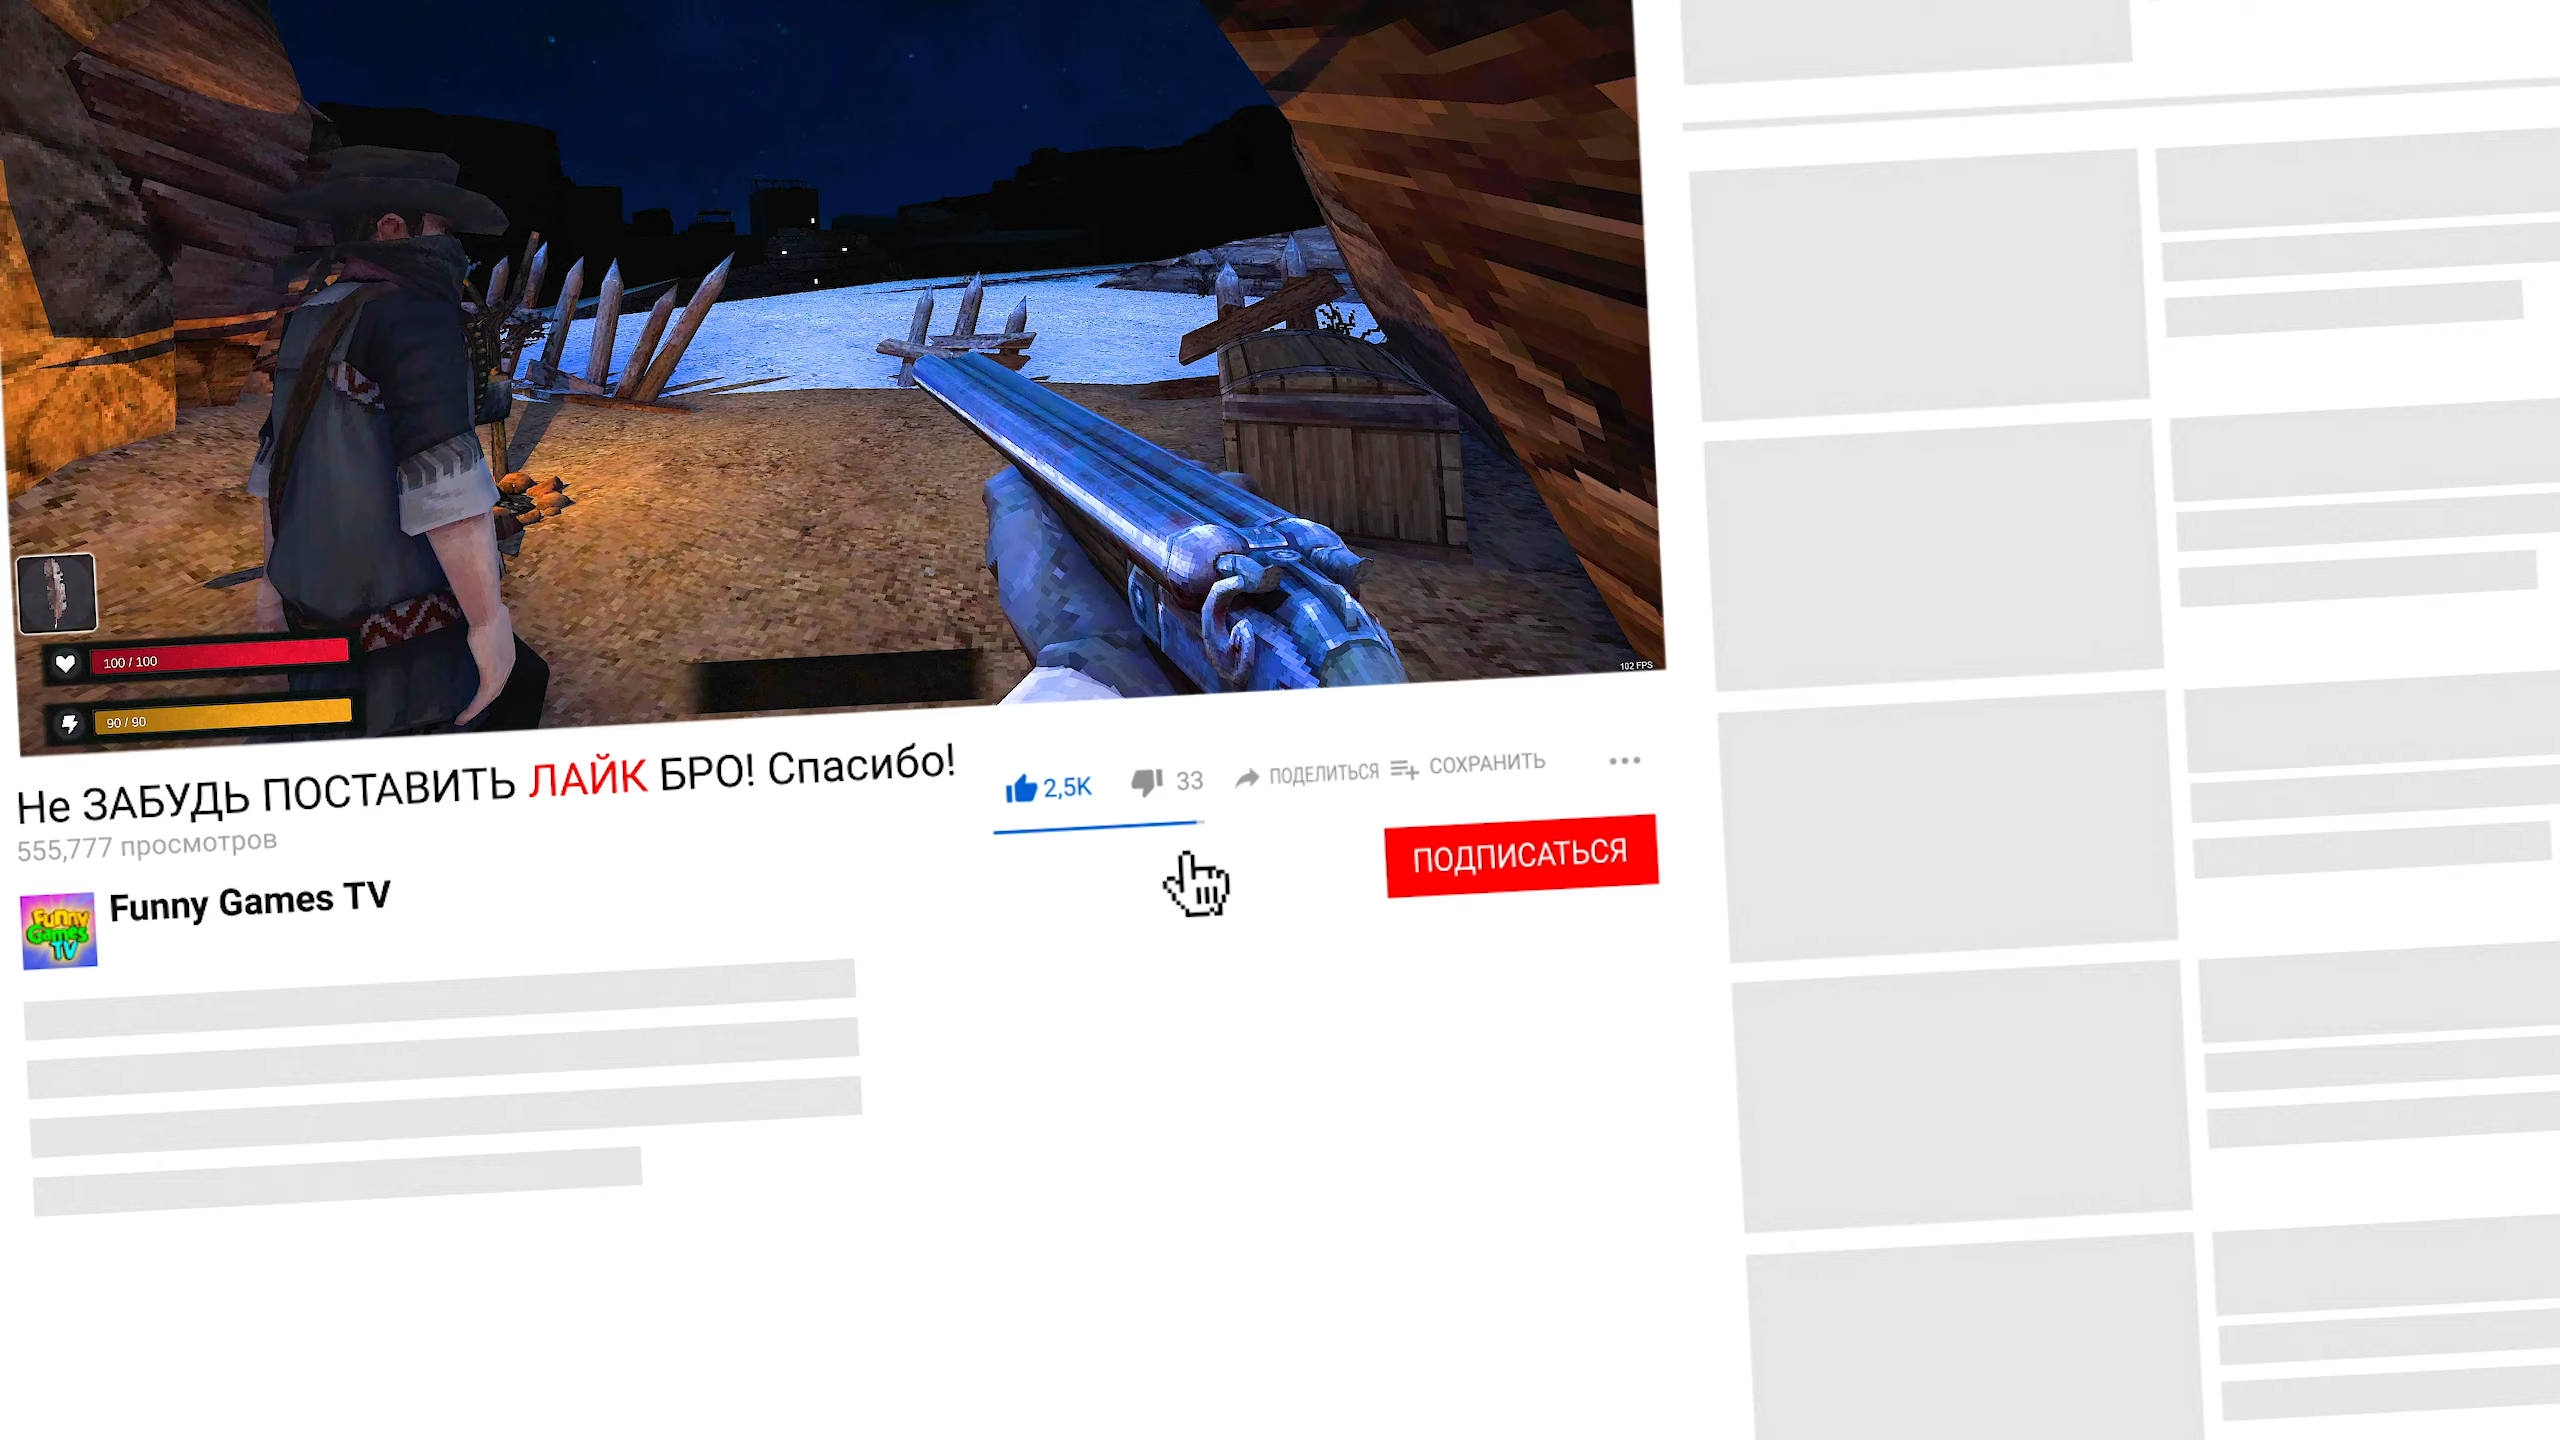 100 / 100
90 / 90
102 FPS
Не ЗАБУДЬ ПОСТАВИТЬ ЛАЙК БРО! Спасибо!
555,777 просмотров
2,5K
33
ПОДЕЛИТЬСЯ
СОХРАНИТЬ
ПОДПИСАТЬСЯ
Funny Games TV
Funny
Games
TV